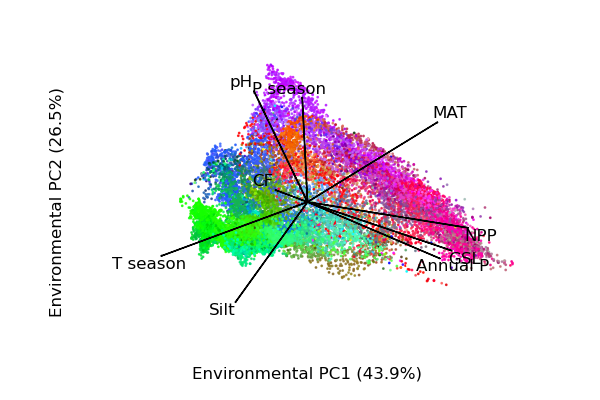 pH
P season
MAT
CF
NPP
GSL
Annual P
T season
Silt
Environmental PC2 (26.5%)
Environmental PC1 (43.9%)